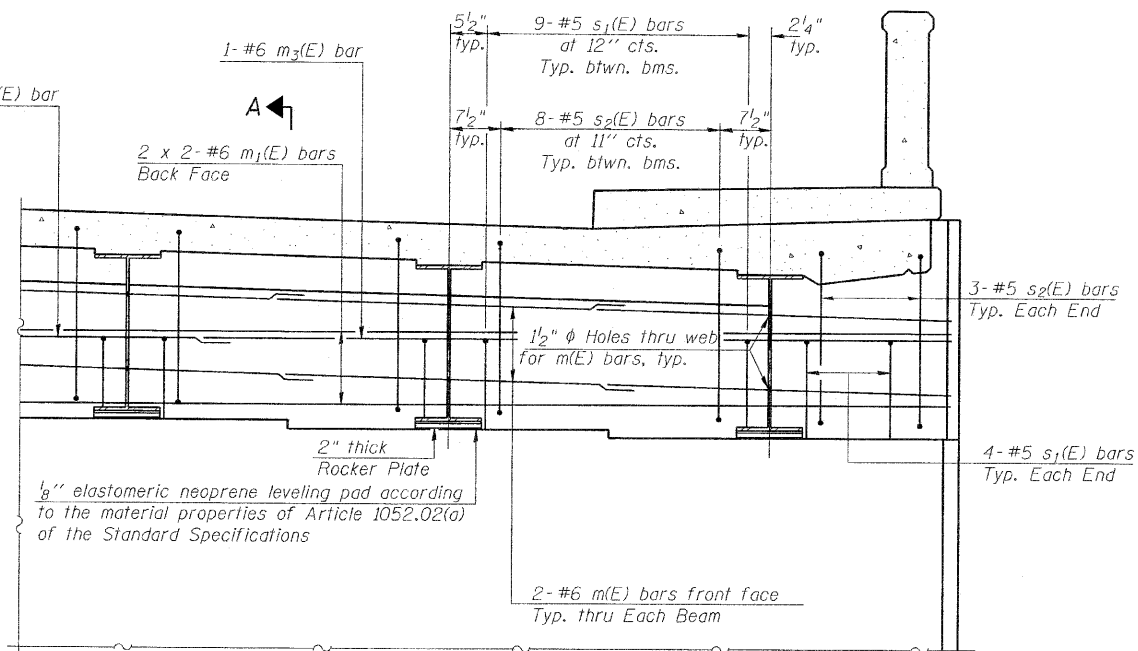 5½"
typ.
9-#5 s₁(E) bars
at 12" cts.
Typ. btwn. bms.
2¼"
typ.
1-#6 m₃(E) bar
(E) bar
A
7½"
typ.
8-#5 s₂(E) bars
at 11" cts.
Typ. btwn. bms.
7½"
typ.
2 x 2-#6 m₁(E) bars
Back Face
3-#5 s₂(E) bars
Typ. Each End
1½" ϕ Holes thru web
for m(E) bars, typ.
2" thick
Rocker Plate
4-#5 s₁(E) bars
Typ. Each End
⅛" elastomeric neoprene leveling pad according
to the material properties of Article 1052.02(a)
of the Standard Specifications
2-#6 m(E) bars front face
Typ. thru Each Beam